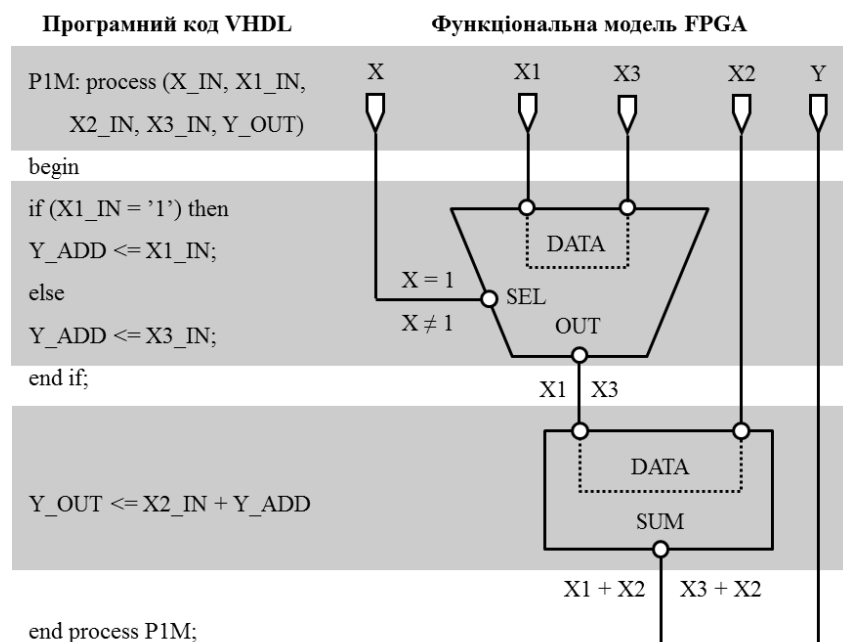 Програмний код VHDL
Функціональна модель FPGA
P1M: process (X_IN, X1_IN,
X2_IN, X3_IN, Y_OUT)
X
X1
X3
X2
Y
begin
if (X1_IN = ’1’) then
Y_ADD <= X1_IN;
else
Y_ADD <= X3_IN;
end if;
DATA
X = 1
SEL
X ≠ 1
OUT
X1
X3
Y_OUT <= X2_IN + Y_ADD
DATA
SUM
X1 + X2
X3 + X2
end process P1M;